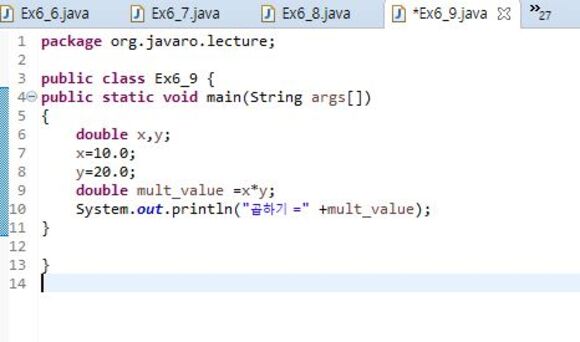 Ex6_6.java Ex6_7.java Ex6_8.java *Ex6_9.java »27
1 package org.javaro.lecture;
2
3 public class Ex6_9 {
4 public static void main(String args[])
5 {
6 double x,y;
7 x=10.0;
8 y=20.0;
9 double mult_value =x*y;
10 System.out.println("곱하기 =" +mult_value);
11 }
12
13 }
14